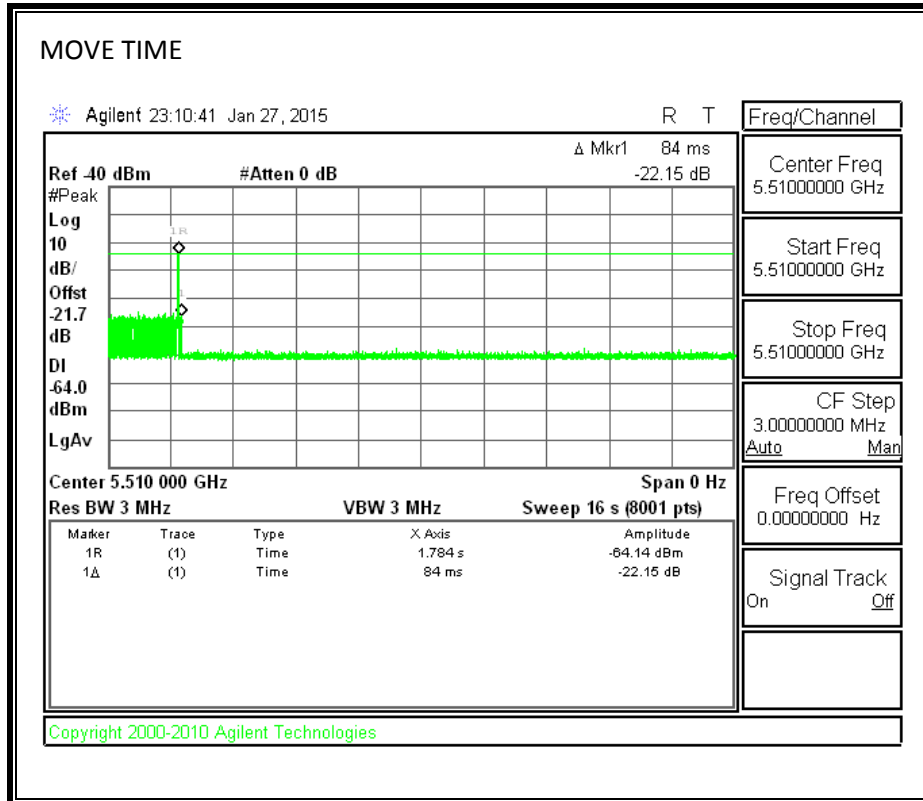 MOVE TIME
Agilent 23:10:41 Jan 27, 2015 R T
Δ Mkr1 84 ms
Ref -40 dBm #Atten 0 dB -22.15 dB
#Peak
Log
10
dB/
Offst
-21.7
dB
DI
-64.0
dBm
LgAv
1R
1
Center 5.510 000 GHz Span 0 Hz
Res BW 3 MHz VBW 3 MHz Sweep 16 s (8001 pts)
Marker Trace Type X Axis Amplitude
1R (1) Time 1.784 s -64.14 dBm
1Δ (1) Time 84 ms -22.15 dB
Freq/Channel
Center Freq
5.51000000 GHz
Start Freq
5.51000000 GHz
Stop Freq
5.51000000 GHz
CF Step
3.00000000 MHz
Auto Man
Freq Offset
0.00000000 Hz
Signal Track
On Off
Copyright 2000-2010 Agilent Technologies